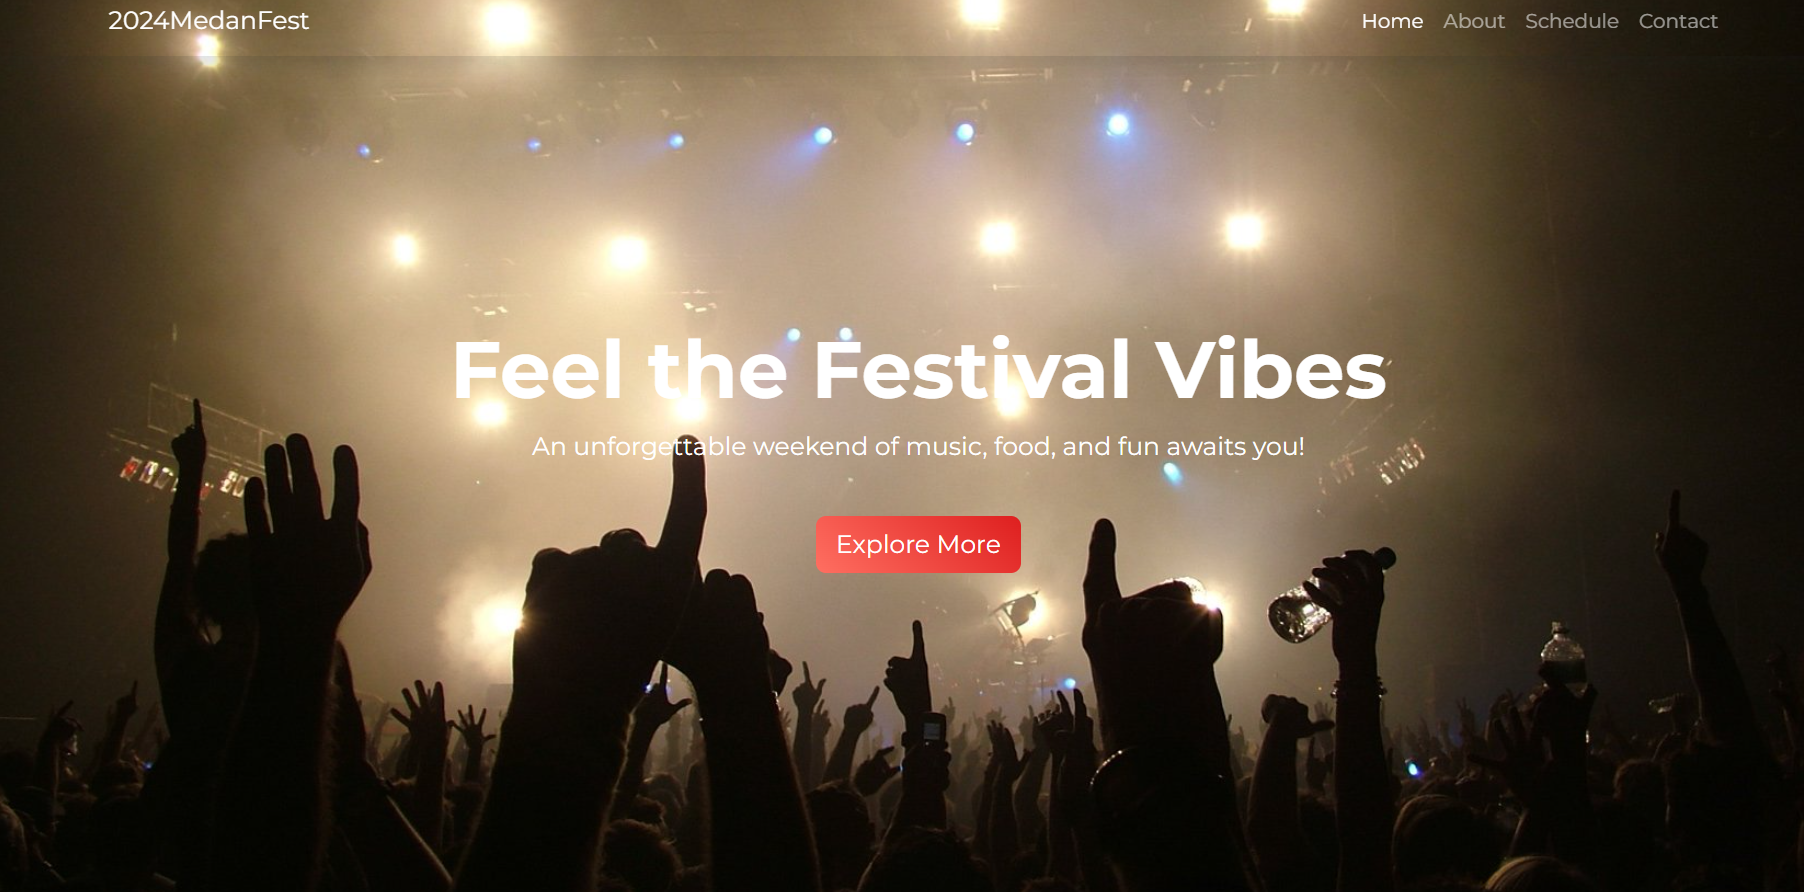 2024MedanFest
Home About Schedule Contact
Feel the Festival Vibes
An unforgettable weekend of music, food, and fun awaits you!
Explore More